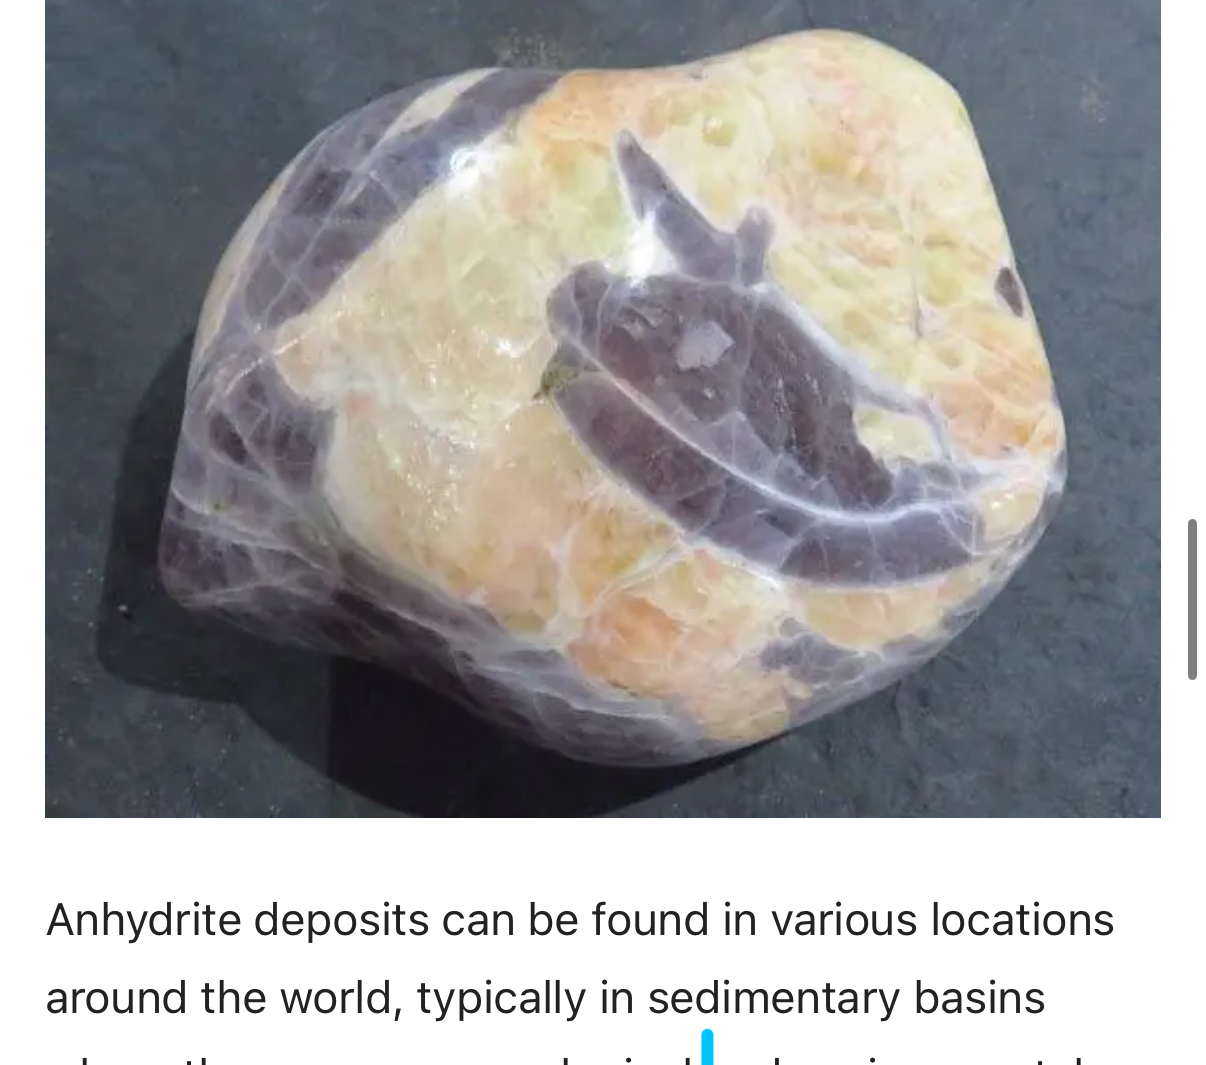 Anhydrite deposits can be found in various locations
around the world, typically in sedimentary basins